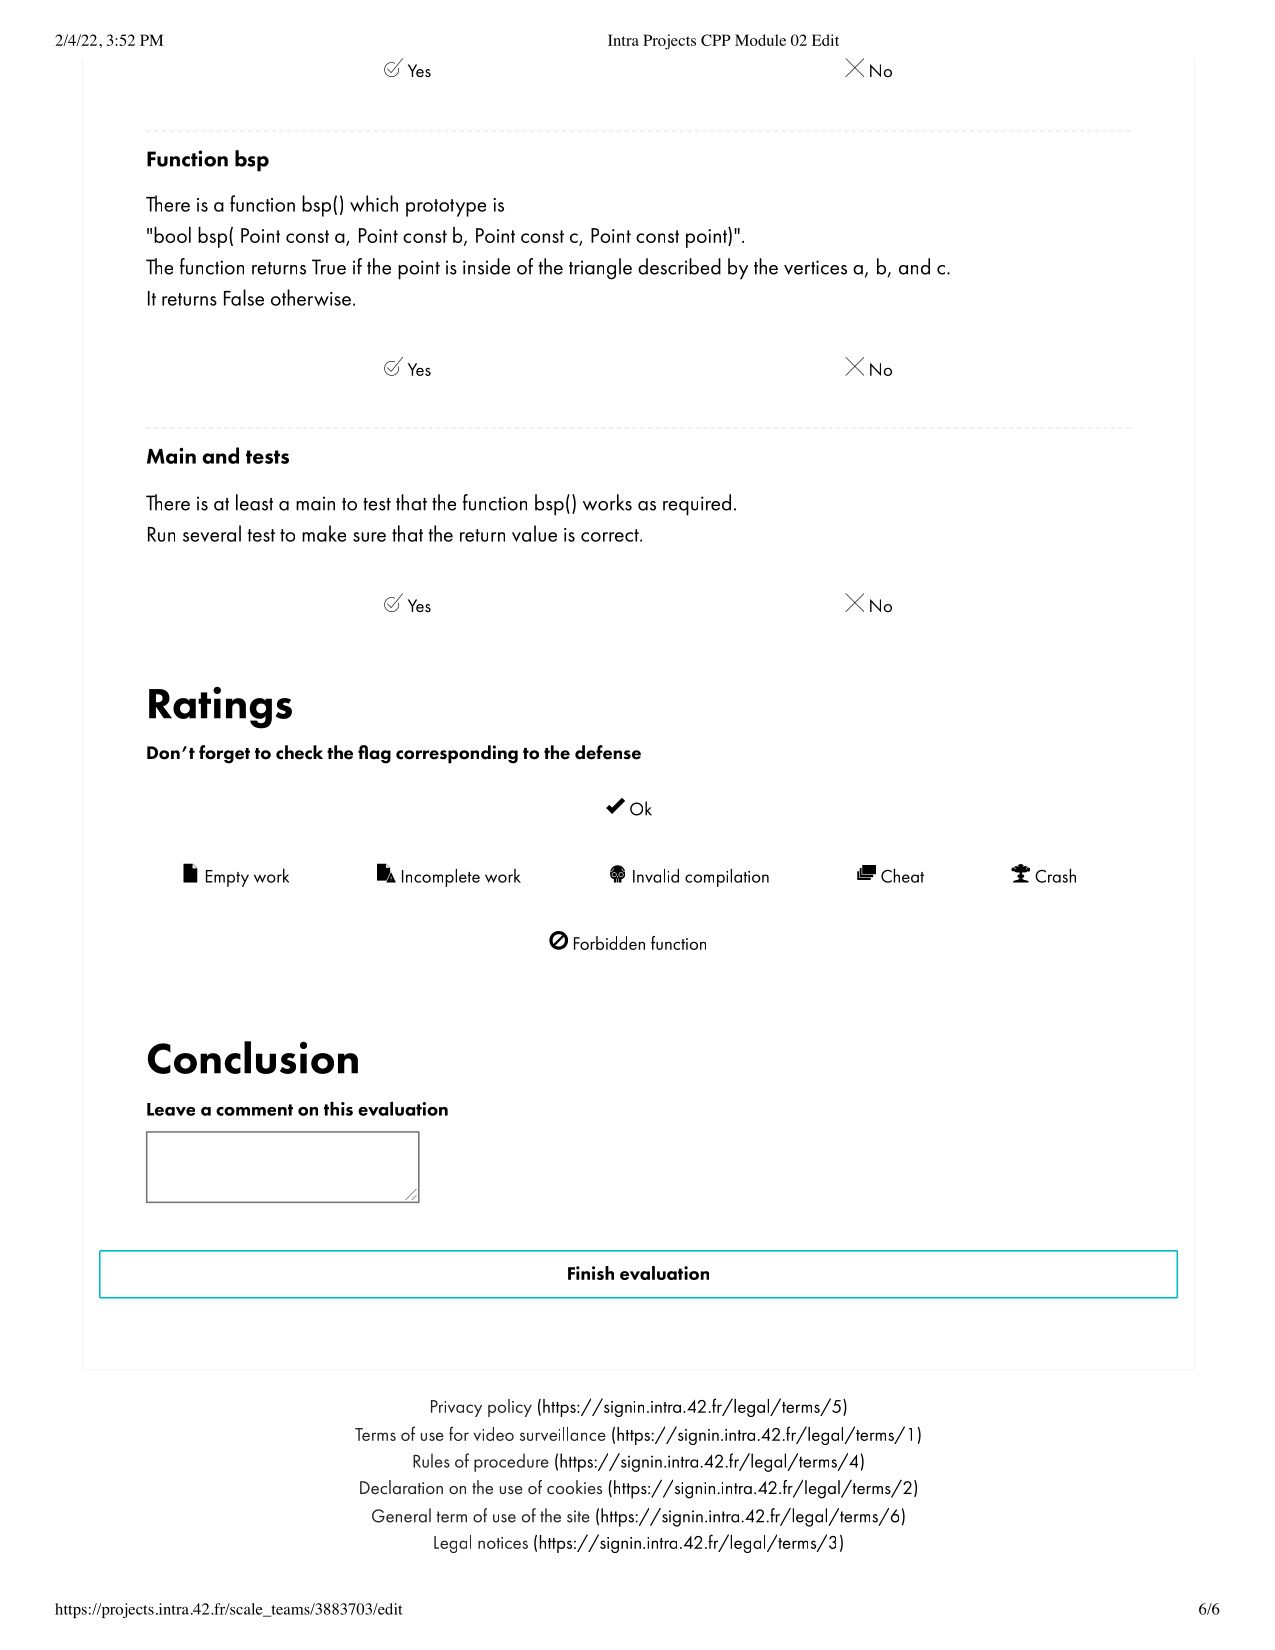 2/4/22, 3:52 PM Intra Projects CPP Module 02 Edit
Yes No
Function bsp
There is a function bsp() which prototype is
"bool bsp( Point const a, Point const b, Point const c, Point const point)".
The function returns True if the point is inside of the triangle described by the vertices a, b, and c.
It returns False otherwise.
Yes No
Main and tests
There is at least a main to test that the function bsp() works as required.
Run several test to make sure that the return value is correct.
Yes No
Ratings
Don’t forget to check the flag corresponding to the defense
Ok
Empty work Incomplete work Invalid compilation Cheat Crash
Forbidden function
Conclusion
Leave a comment on this evaluation
Finish evaluation
Privacy policy (https://signin.intra.42.fr/legal/terms/5)
Terms of use for video surveillance (https://signin.intra.42.fr/legal/terms/1)
Rules of procedure (https://signin.intra.42.fr/legal/terms/4)
Declaration on the use of cookies (https://signin.intra.42.fr/legal/terms/2)
General term of use of the site (https://signin.intra.42.fr/legal/terms/6)
Legal notices (https://signin.intra.42.fr/legal/terms/3)
https://projects.intra.42.fr/scale_teams/3883703/edit 6/6